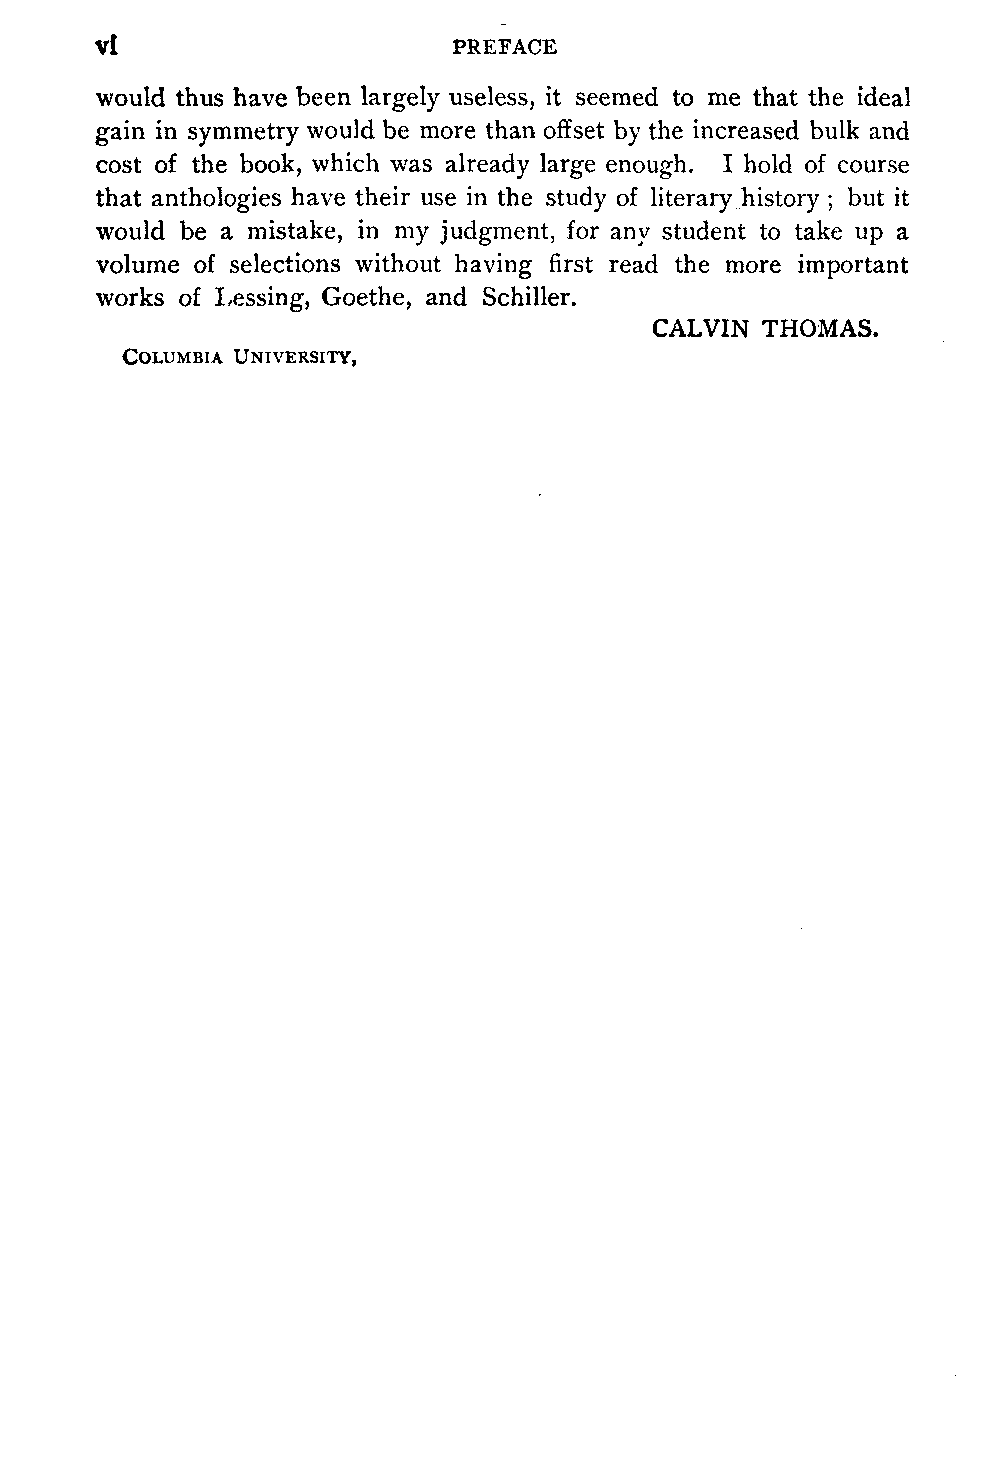 vi PREFACE
would thus have been largely useless, it seemed to me that the ideal
gain in symmetry would be more than offset by the increased bulk and
cost of the book, which was already large enough. I hold of course
that anthologies have their use in the study of literary history ; but it
would be a mistake, in my judgment, for any student to take up a
volume of selections without having first read the more important
works of Lessing, Goethe, and Schiller.
CALVIN THOMAS.
COLUMBIA UNIVERSITY,